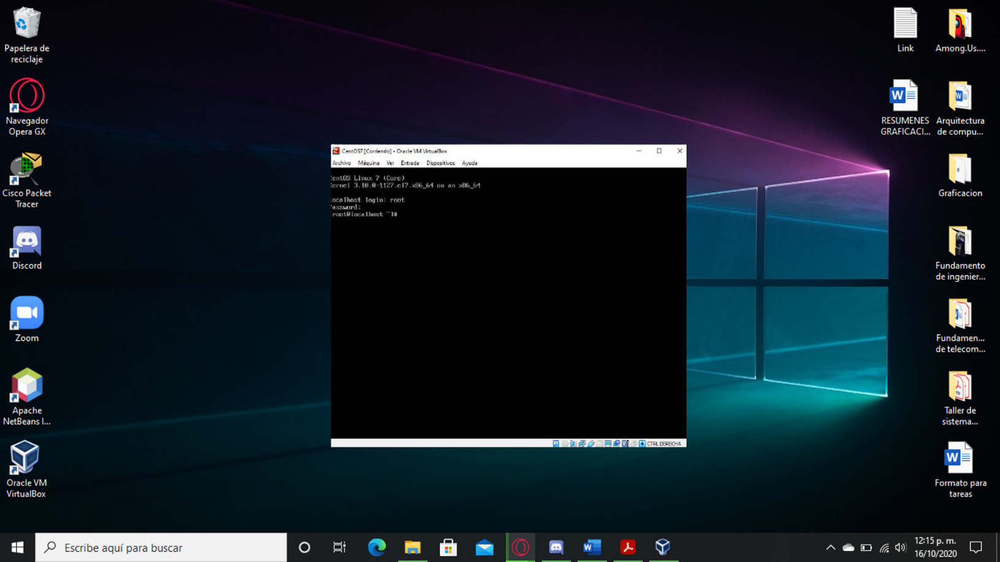 Papelera de
reciclaje
Navegador
Opera GX
Cisco Packet
Tracer
Discord
Zoom
Apache
NetBeans I...
Oracle VM
VirtualBox
CentOS7 [Corriendo] - Oracle VM VirtualBox
Archivo Máquina Ver Entrada Dispositivos Ayuda
CentOS Linux 7 (Core)
Kernel 3.10.0-1127.el7.x86_64 on an x86_64
localhost login: root
Password:
[root@localhost ~]#
CTRL DERECHA
Link
Among.Us....
RESUMENES
GRAFICACI...
Arquitectura
de compu...
Graficacion
Fundamento
de ingenier...
Fundamen...
de telecom...
Taller de
sistema...
Formato para
tareas
Escribe aquí para buscar
12:15 p. m.
16/10/2020